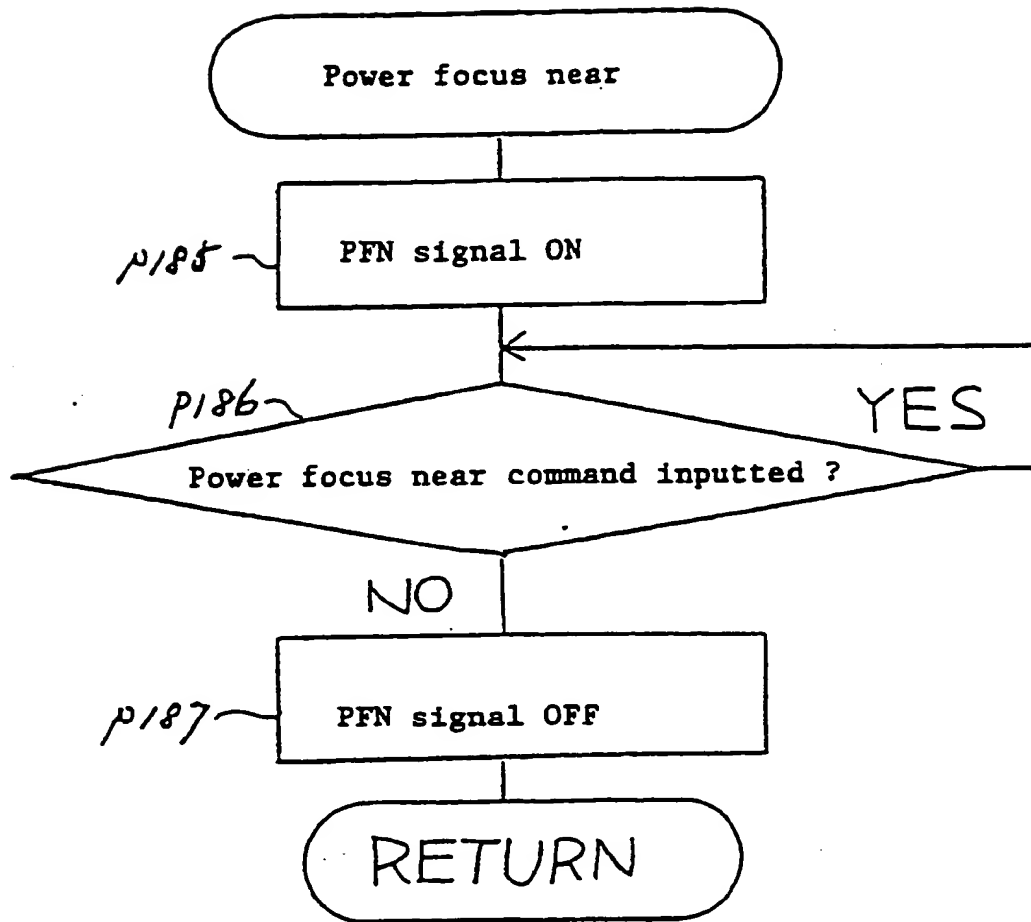 Power focus near
PFN signal ON
p185
p186
YES
Power focus near command inputted ?
NO
PFN signal OFF
p187
RETURN